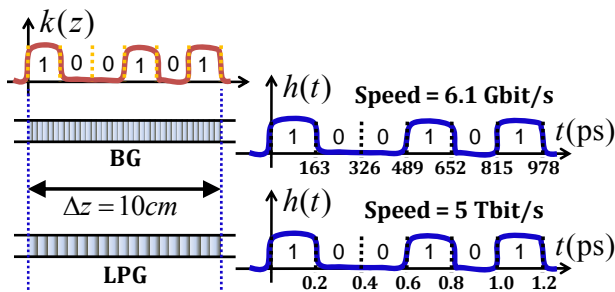 k(z)
1 0 0 1 0 1
BG
Δz = 10cm
LPG
h(t) Speed = 6.1 Gbit/s
1 0 0 1 0 1 t(ps)
163 326 489 652 815 978
h(t) Speed = 5 Tbit/s
1 0 0 1 0 1 t(ps)
0.2 0.4 0.6 0.8 1.0 1.2